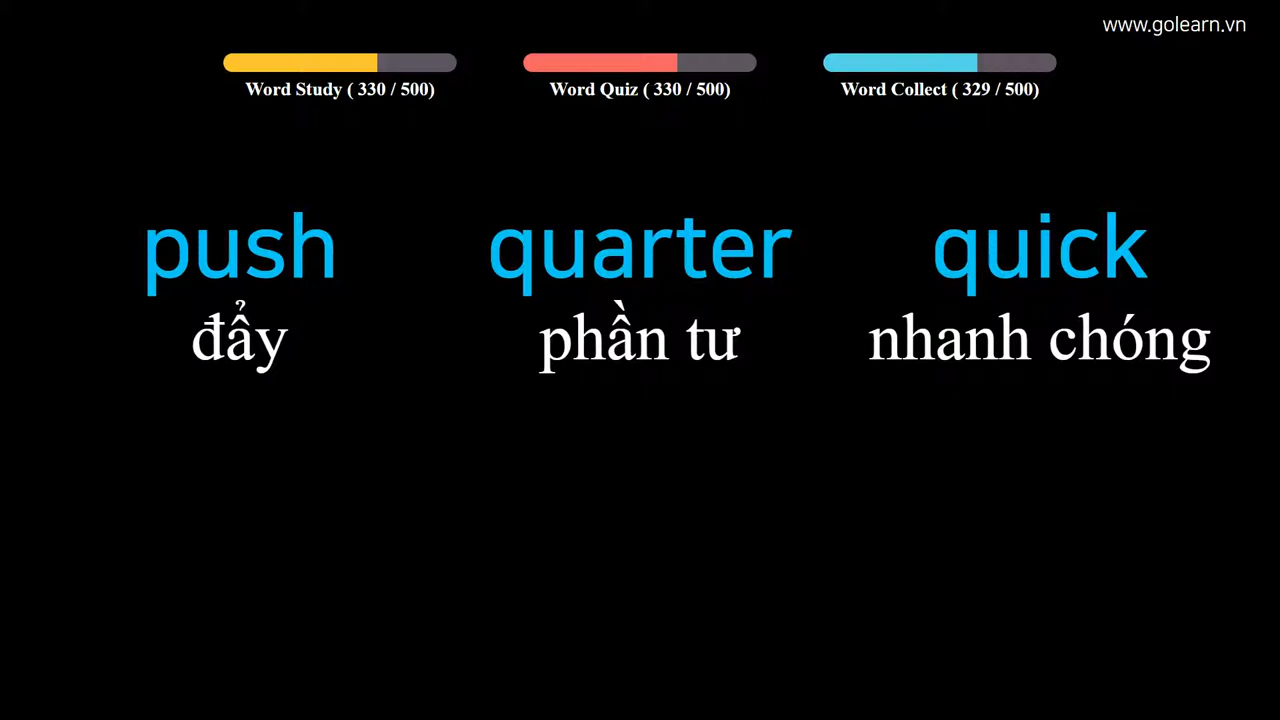 www.golearn.vn
Word Study ( 330 / 500)
Word Quiz ( 330 / 500)
Word Collect ( 329 / 500)
push
đẩy
quarter
phần tư
quick
nhanh chóng